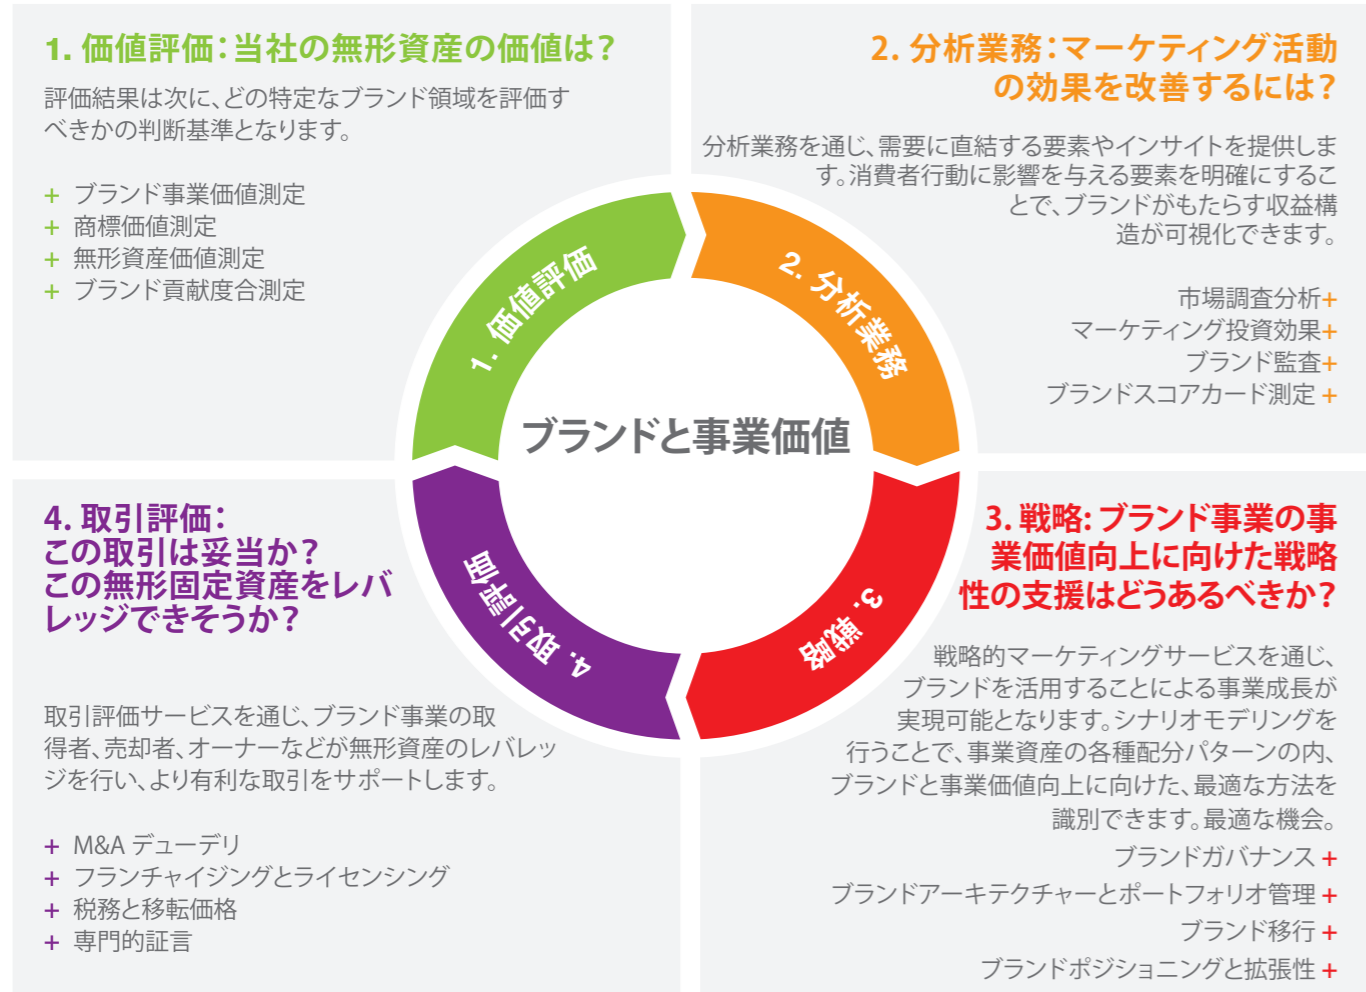 1. 価値評価：当社の無形資産の価値は？
評価結果は次に、どの特定なブランド領域を評価す
べきかの判断基準となります。
+ ブランド事業価値測定
+ 商標価値測定
+ 無形資産価値測定
+ ブランド貢献度合測定
2. 分析業務：マーケティング活動
の効果を改善するには？
分析業務を通じ、需要に直結する要素やインサイトを提供しま
す。消費者行動に影響を与える要素を明確にするこ
とで、ブランドがもたらす収益構
造が可視化できます。
市場調査分析+
マーケティング投資効果+
ブランド監査+
ブランドスコアカード測定 +
1. 価値評価
2. 分析業務
ブランドと事業価値
3. 戦略
4. 取引評価
3. 戦略: ブランド事業の事
業価値向上に向けた戦略
性の支援はどうあるべきか？
戦略的マーケティングサービスを通じ、
ブランドを活用することによる事業成長が
実現可能となります。シナリオモデリングを
行うことで、事業資産の各種配分パターンの内、
ブランドと事業価値向上に向けた、最適な方法を
識別できます。最適な機会。
ブランドガバナンス +
ブランドアーキテクチャーとポートフォリオ管理 +
ブランド移行 +
ブランドポジショニングと拡張性 +
4. 取引評価：
この取引は妥当か？
この無形固定資産をレバ
レッジできそうか？
取引評価サービスを通じ、ブランド事業の取
得者、売却者、オーナーなどが無形資産のレバレッ
ジを行い、より有利な取引をサポートします。
+ M&A デューデリ
+ フランチャイジングとライセンシング
+ 税務と移転価格
+ 専門的証言